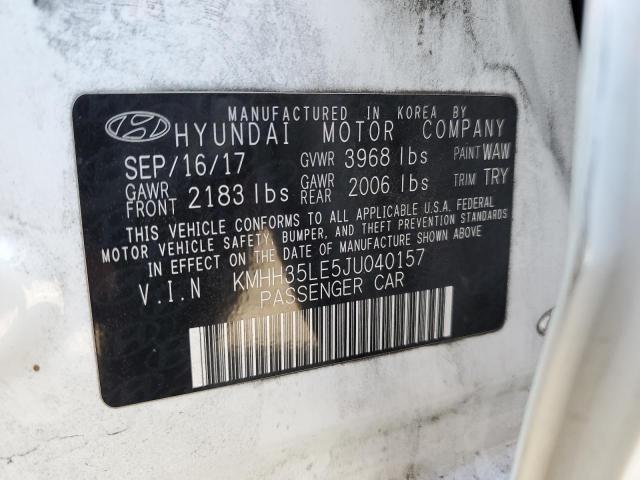 MANUFACTURED IN KOREA BY
HYUNDAI MOTOR COMPANY
SEP/16/17 GVWR 3968 lbs PAINT WAW
GAWR FRONT 2183 lbs GAWR REAR 2006 lbs TRIM TRY
THIS VEHICLE CONFORMS TO ALL APPLICABLE U.S.A. FEDERAL
MOTOR VEHICLE SAFETY, BUMPER, AND THEFT PREVENTION STANDARDS
IN EFFECT ON THE DATE OF MANUFACTURE SHOWN ABOVE
V.I.N KMHH35LE5JU040157
PASSENGER CAR